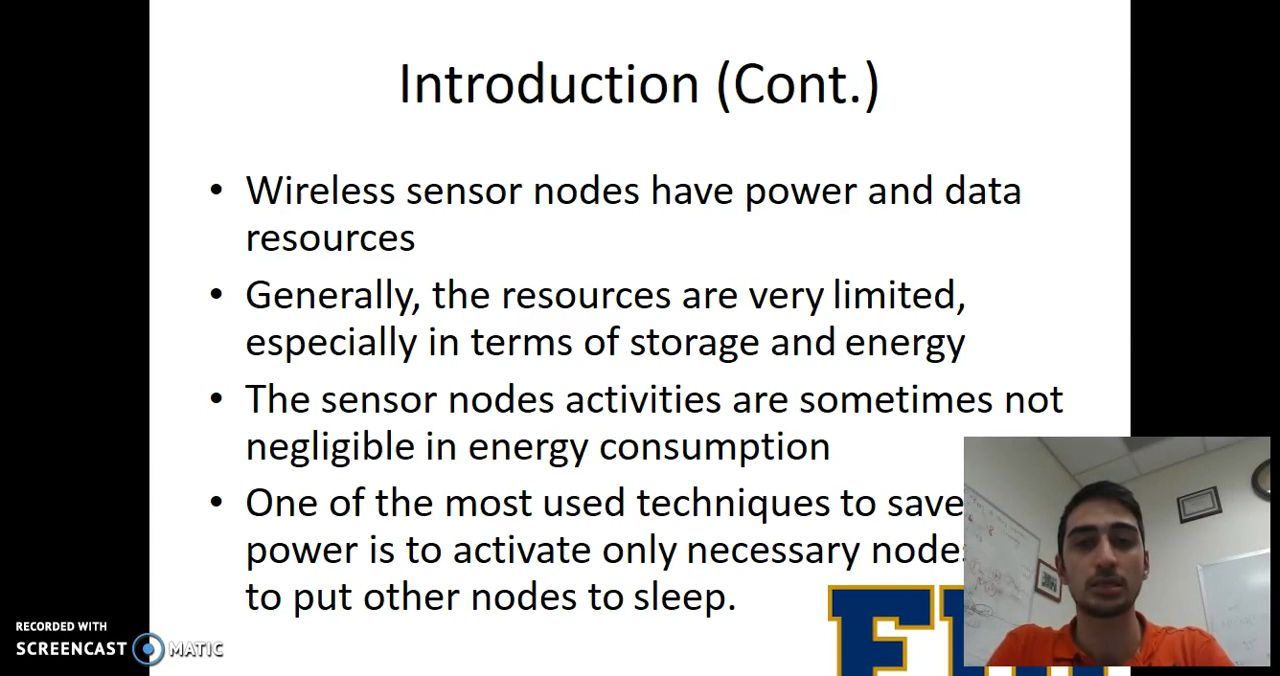 Introduction (Cont.)
• Wireless sensor nodes have power and data
resources
• Generally, the resources are very limited,
especially in terms of storage and energy
• The sensor nodes activities are sometimes not
negligible in energy consumption
• One of the most used techniques to save
power is to activate only necessary nodes
to put other nodes to sleep.
RECORDED WITH
SCREENCAST MATIC